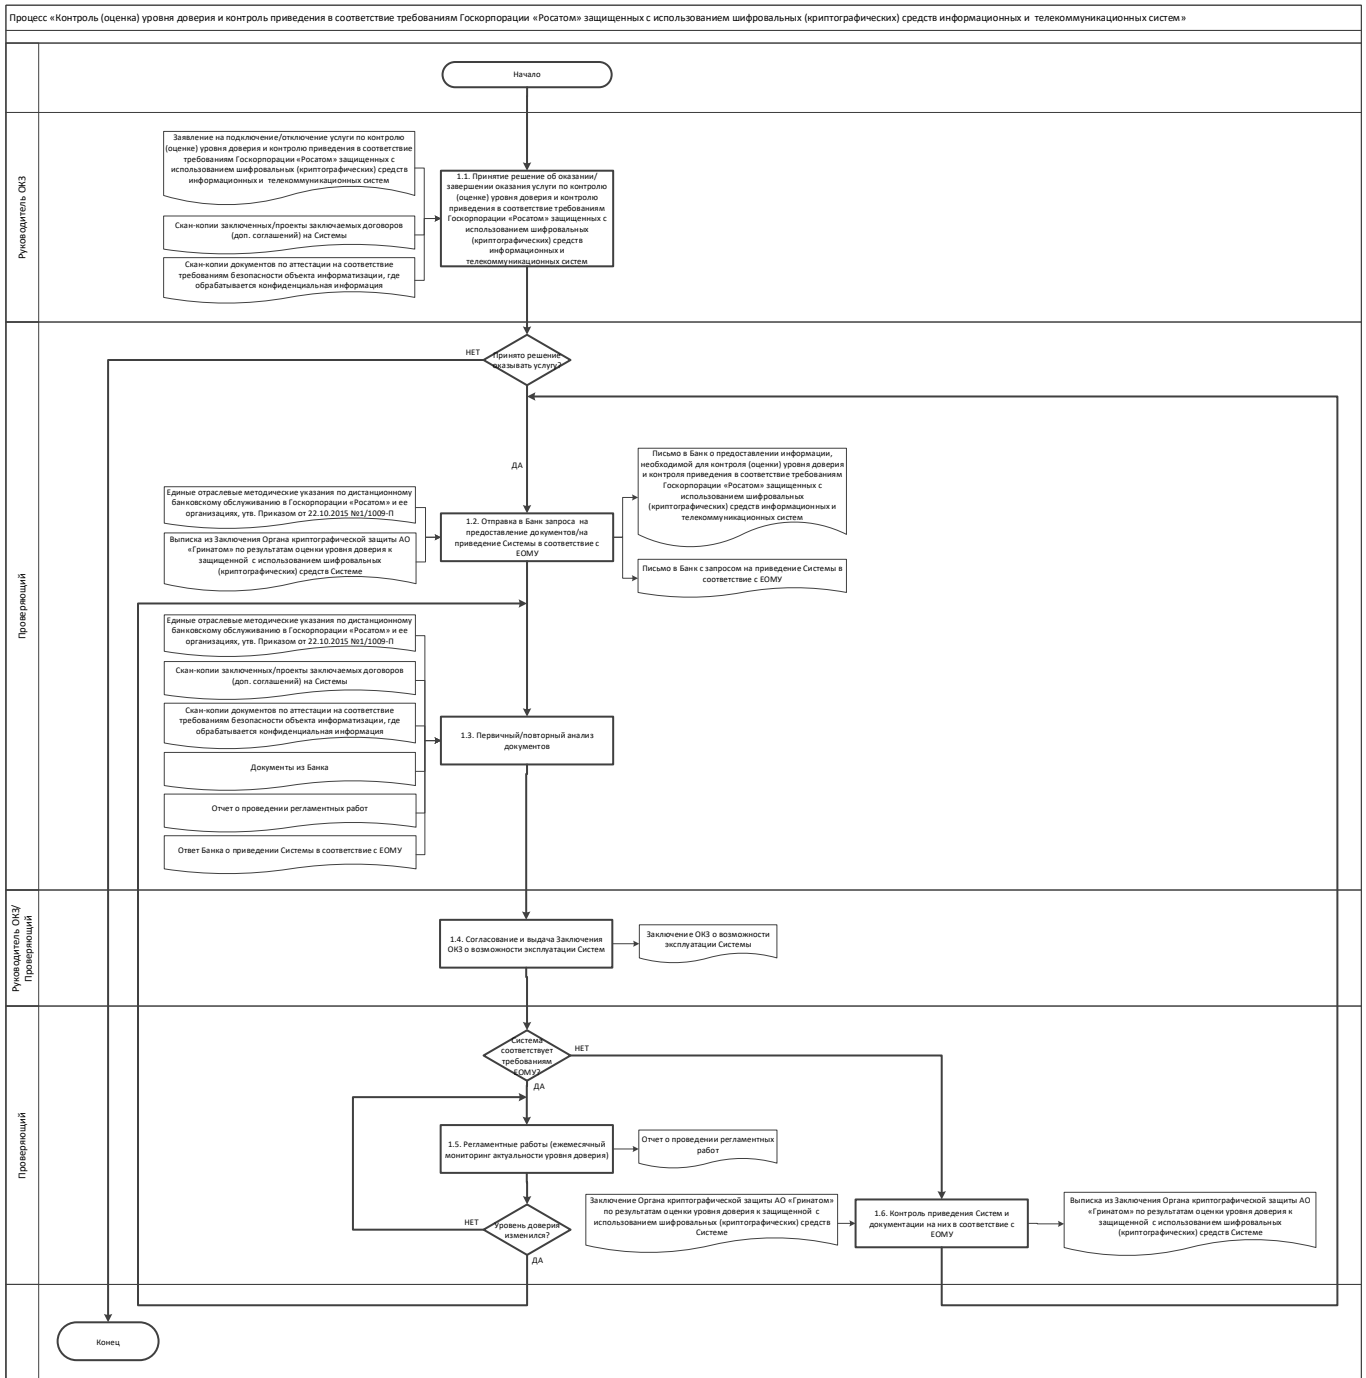 Процесс «Контроль (оценка) уровня доверия и контроль приведения в соответствие требованиям Госкорпорации «Росатом» защищенных с использованием шифровальных (криптографических) средств информационных и телекоммуникационных систем»
Начало
Руководитель ОКЗ
Заявление на подключение/отключение услуги по контролю
(оценке) уровня доверия и контролю приведения в соответствие
требованиям Госкорпорации «Росатом» защищенных с
использованием шифровальных (криптографических) средств
информационных и телекоммуникационных систем
Скан-копии заключенных/проекты заключаемых договоров
(доп. соглашений) на Системы
Скан-копии документов по аттестации на соответствие
требованиям безопасности объекта информатизации, где
обрабатывается конфиденциальная информация
1.1. Принятие решение об оказании/
завершении оказания услуги по контролю
(оценке) уровня доверия и контролю
приведения в соответствие требованиям
Госкорпорации «Росатом» защищенных с
использованием шифровальных
(криптографических) средств
информационных и
телекоммуникационных систем
Проверяющий
НЕТ
Принято решение
оказывать услугу?
ДА
Единые отраслевые методические указания по дистанционному
банковскому обслуживанию в Госкорпорации «Росатом» и ее
организациях, утв. Приказом от 22.10.2015 №1/1009-П
Выписка из Заключения Органа криптографической защиты АО
«Гринатом» по результатам оценки уровня доверия к
защищенной с использованием шифровальных
(криптографических) средств Системе
1.2. Отправка в Банк запроса на
предоставление документов/на
приведение Системы в соответствие с
ЕОМУ
Письмо в Банк о предоставлении информации,
необходимой для контроля (оценки) уровня доверия
и контроля приведения в соответствие требованиям
Госкорпорации «Росатом» защищенных с
использованием шифровальных
(криптографических) средств информационных и
телекоммуникационных систем
Письмо в Банк с запросом на приведение Системы в
соответствие с ЕОМУ
Единые отраслевые методические указания по дистанционному
банковскому обслуживанию в Госкорпорации «Росатом» и ее
организациях, утв. Приказом от 22.10.2015 №1/1009-П
Скан-копии заключенных/проекты заключаемых договоров
(доп. соглашений) на Системы
Скан-копии документов по аттестации на соответствие
требованиям безопасности объекта информатизации, где
обрабатывается конфиденциальная информация
Документы из Банка
Отчет о проведении регламентных работ
Ответ Банка о приведении Системы в соответствие с ЕОМУ
1.3. Первичный/повторный анализ
документов
Руководитель ОКЗ/
Проверяющий
1.4. Согласование и выдача Заключения
ОКЗ о возможности эксплуатации Систем
Заключение ОКЗ о возможности
эксплуатации Системы
Проверяющий
Система
соответствует
требованиям
ЕОМУ?
НЕТ
ДА
1.5. Регламентные работы (ежемесячный
мониторинг актуальности уровня доверия)
Отчет о проведении регламентных
работ
НЕТ
Уровень доверия
изменился?
ДА
Заключение Органа криптографической защиты АО «Гринатом»
по результатам оценки уровня доверия к защищенной с
использованием шифровальных (криптографических) средств
Системе
1.6. Контроль приведения Систем и
документации на них в соответствие с
ЕОМУ
Выписка из Заключения Органа криптографической защиты АО
«Гринатом» по результатам оценки уровня доверия к
защищенной с использованием шифровальных
(криптографических) средств Системе
Конец